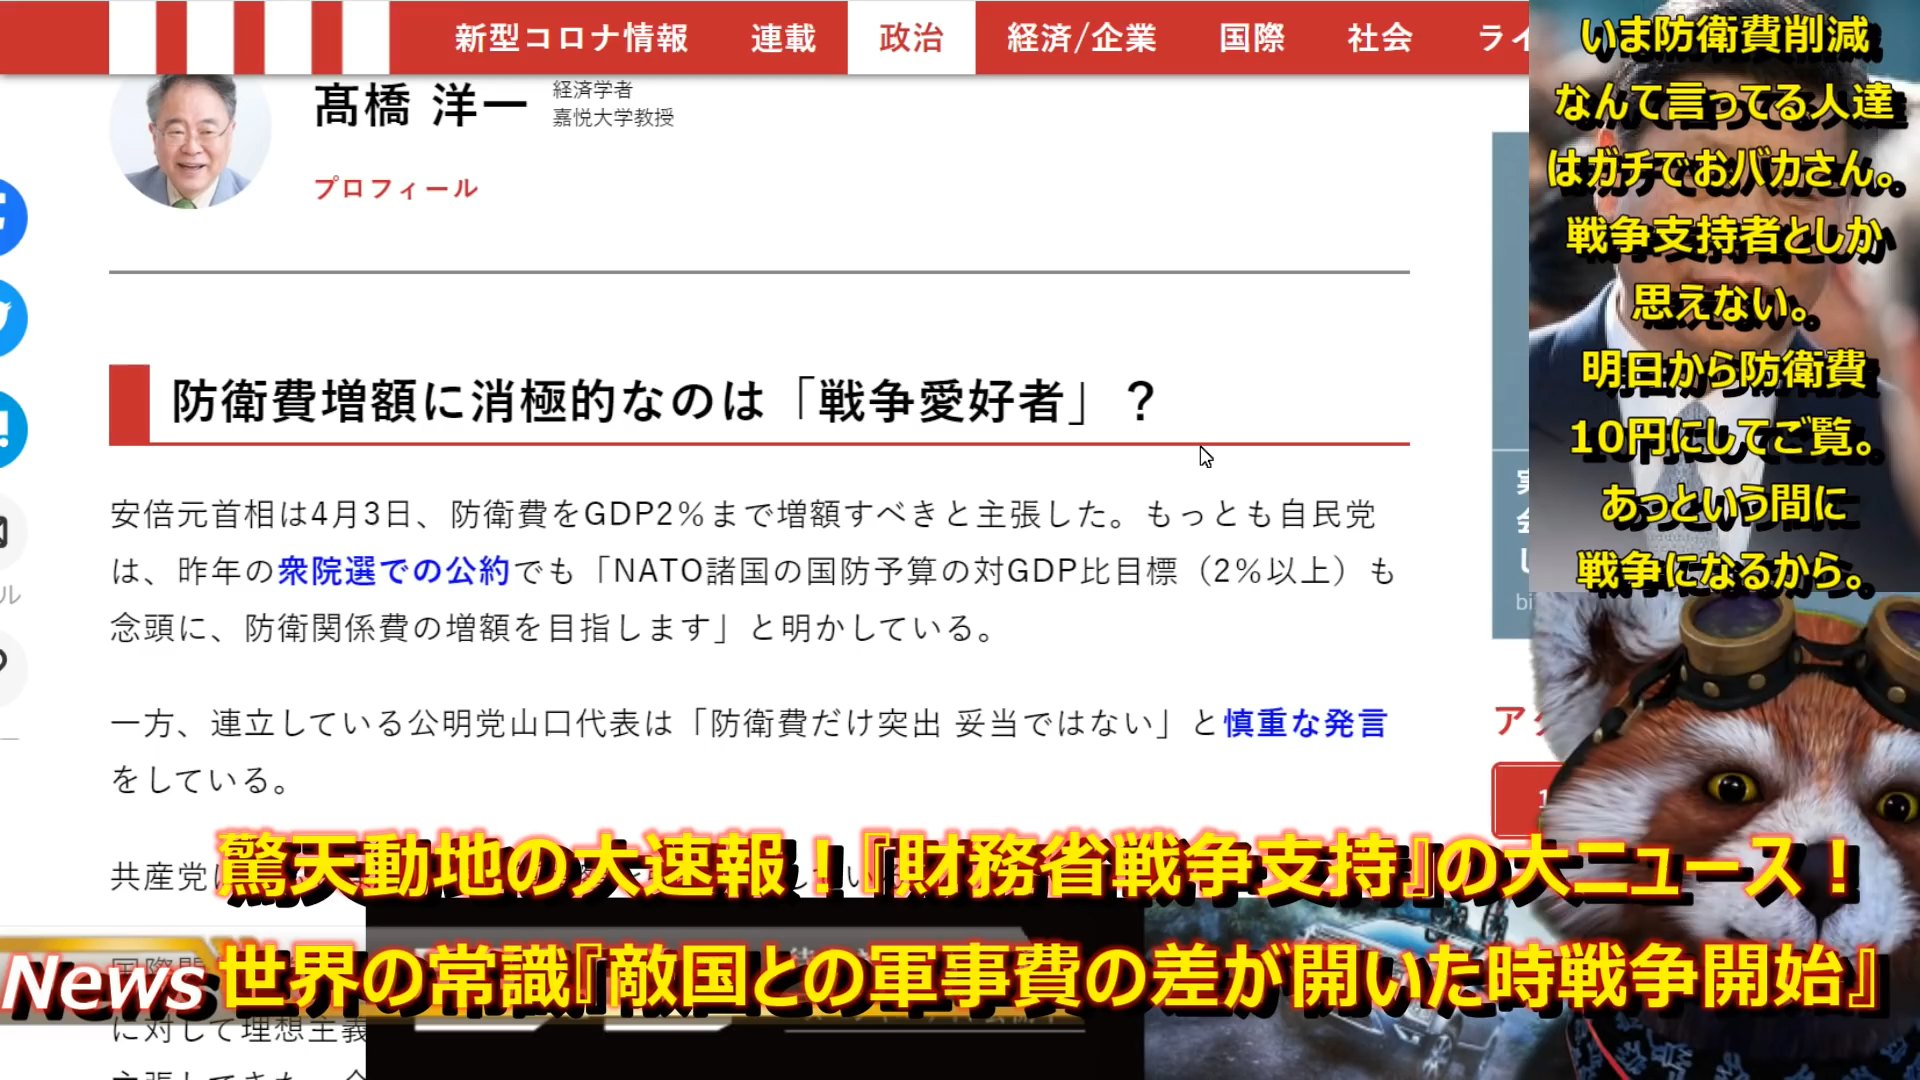 新型コロナ情報 連載 政治 経済/企業 国際 社会 ライ
髙橋 洋一
経済学者
嘉悦大学教授
プロフィール
防衛費増額に消極的なのは「戦争愛好者」？
安倍元首相は4月3日、防衛費をGDP2％まで増額すべきと主張した。もっとも自民党
は、昨年の衆院選での公約でも「NATO諸国の国防予算の対GDP比目標（2％以上）も
念頭に、防衛関係費の増額を目指します」と明かしている。
一方、連立している公明党山口代表は「防衛費だけ突出 妥当ではない」と慎重な発言
をしている。
共産党
に対して理想主義
ル
bi
いま防衛費削減
なんて言ってる人達
はガチでおバカさん。
戦争支持者としか
思えない。
明日から防衛費
10円にしてご覧。
あっという間に
戦争になるから。
驚天動地の大速報！『財務省戦争支持』の大ニュース！
News
世界の常識『敵国との軍事費の差が開いた時戦争開始』